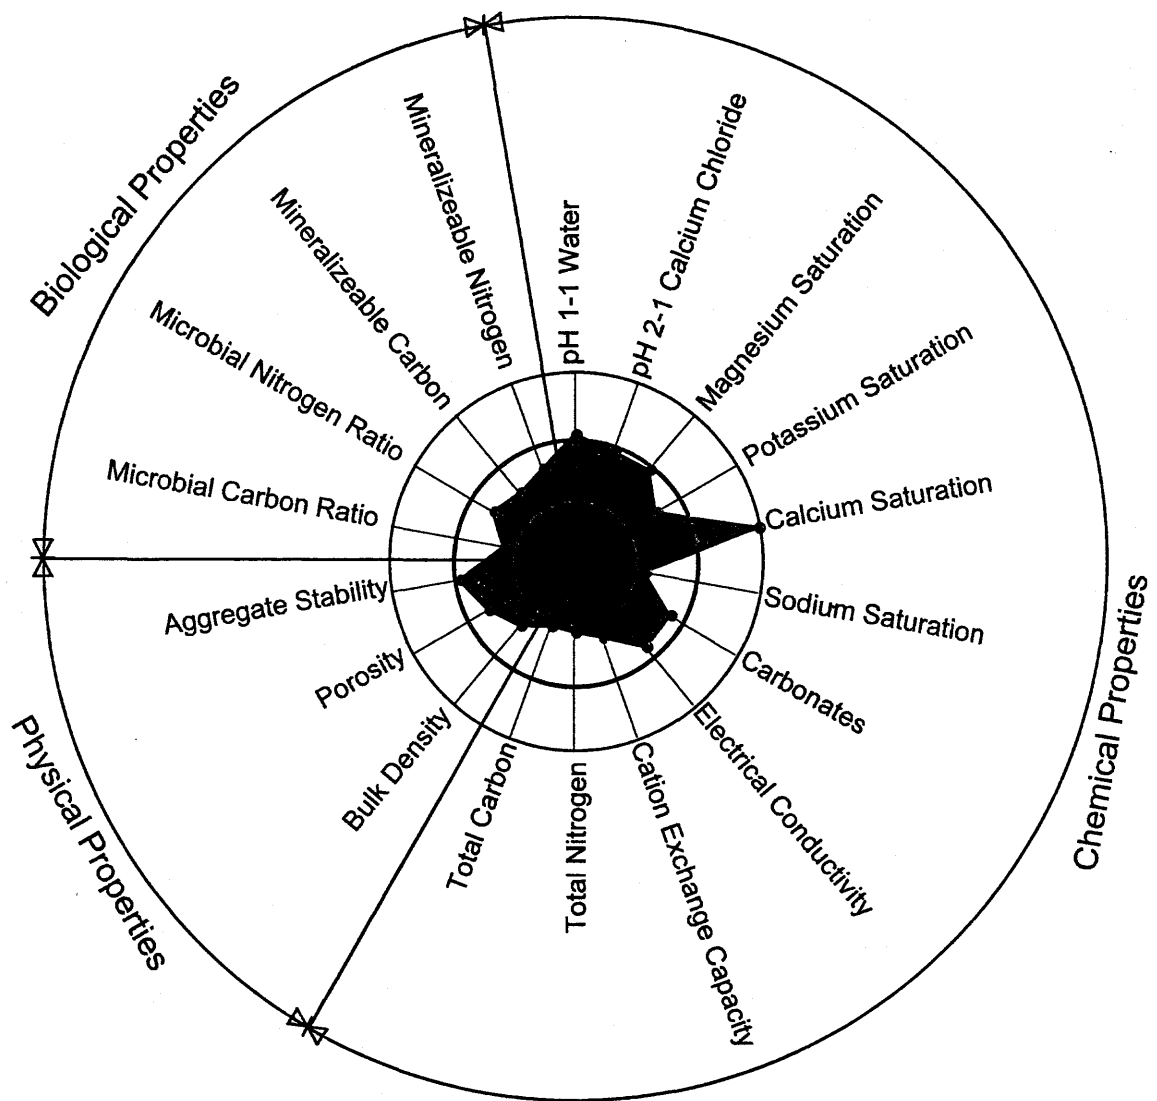 Biological Properties
Mineralizeable Nitrogen
Mineralizeable Carbon
Microbial Nitrogen Ratio
Microbial Carbon Ratio
pH 1-1 Water
pH 2-1 Calcium Chloride
Magnesium Saturation
Potassium Saturation
Calcium Saturation
Sodium Saturation
Carbonates
Electrical Conductivity
Cation Exchange Capacity
Total Nitrogen
Total Carbon
Chemical Properties
Bulk Density
Porosity
Aggregate Stability
Physical Properties